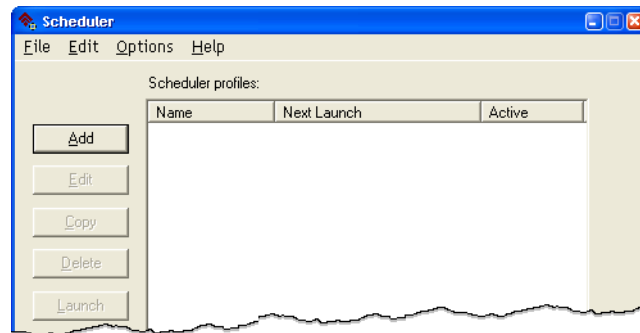 Scheduler
File Edit Options Help
Scheduler profiles:
Name Next Launch Active
Add
Edit
Copy
Delete
Launch